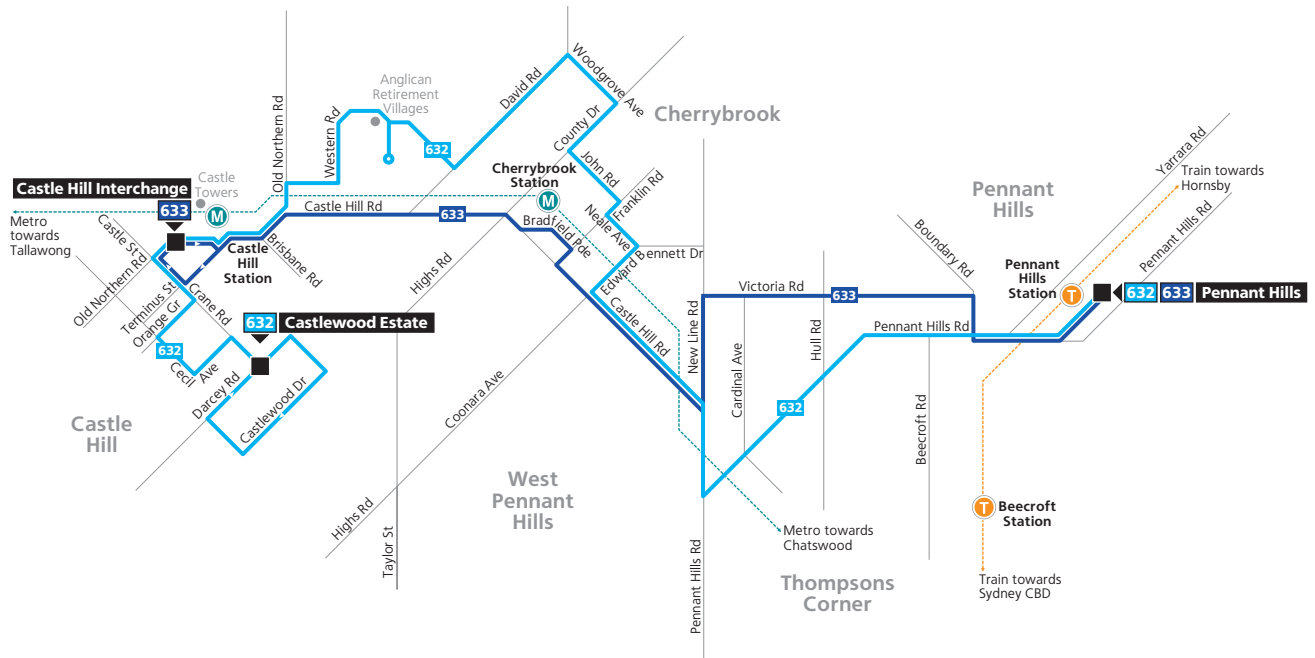 Woodgrove Ave
David Rd
Anglican
Retirement
Villages
Old Northern Rd
Western Rd
632
County Dr
Cherrybrook
John Rd
Yarrara Rd
Cherrybrook
Station
M
Franklin Rd
Train towards
Hornsby
Castle Hill Interchange
Castle
Towers
633
M
Metro
towards
Tallawong
Castle Hill Rd
633
Bradfield Pde
Neale Ave
Pennant
Hills
Pennant Hills Rd
Castle St
Old Northern Rd
Castle
Hill
Station
Brisbane Rd
Highs Rd
Edward Bennett Dr
Boundary Rd
Pennant
Hills
Station
T
632
633
Pennant Hills
Terminus St
Orange Gr
Crane Rd
632
Castlewood Estate
Castle Hill Rd
New Line Rd
Victoria Rd
633
Pennant Hills Rd
632
Cecil Ave
Darcey Rd
Castlewood Dr
Coonara Ave
Cardinal Ave
Hull Rd
632
Beecroft Rd
Castle
Hill
West
Pennant
Hills
Highs Rd
Taylor St
Pennant Hills Rd
Metro towards
Chatswood
T
Beecroft
Station
Thompsons
Corner
Train towards
Sydney CBD